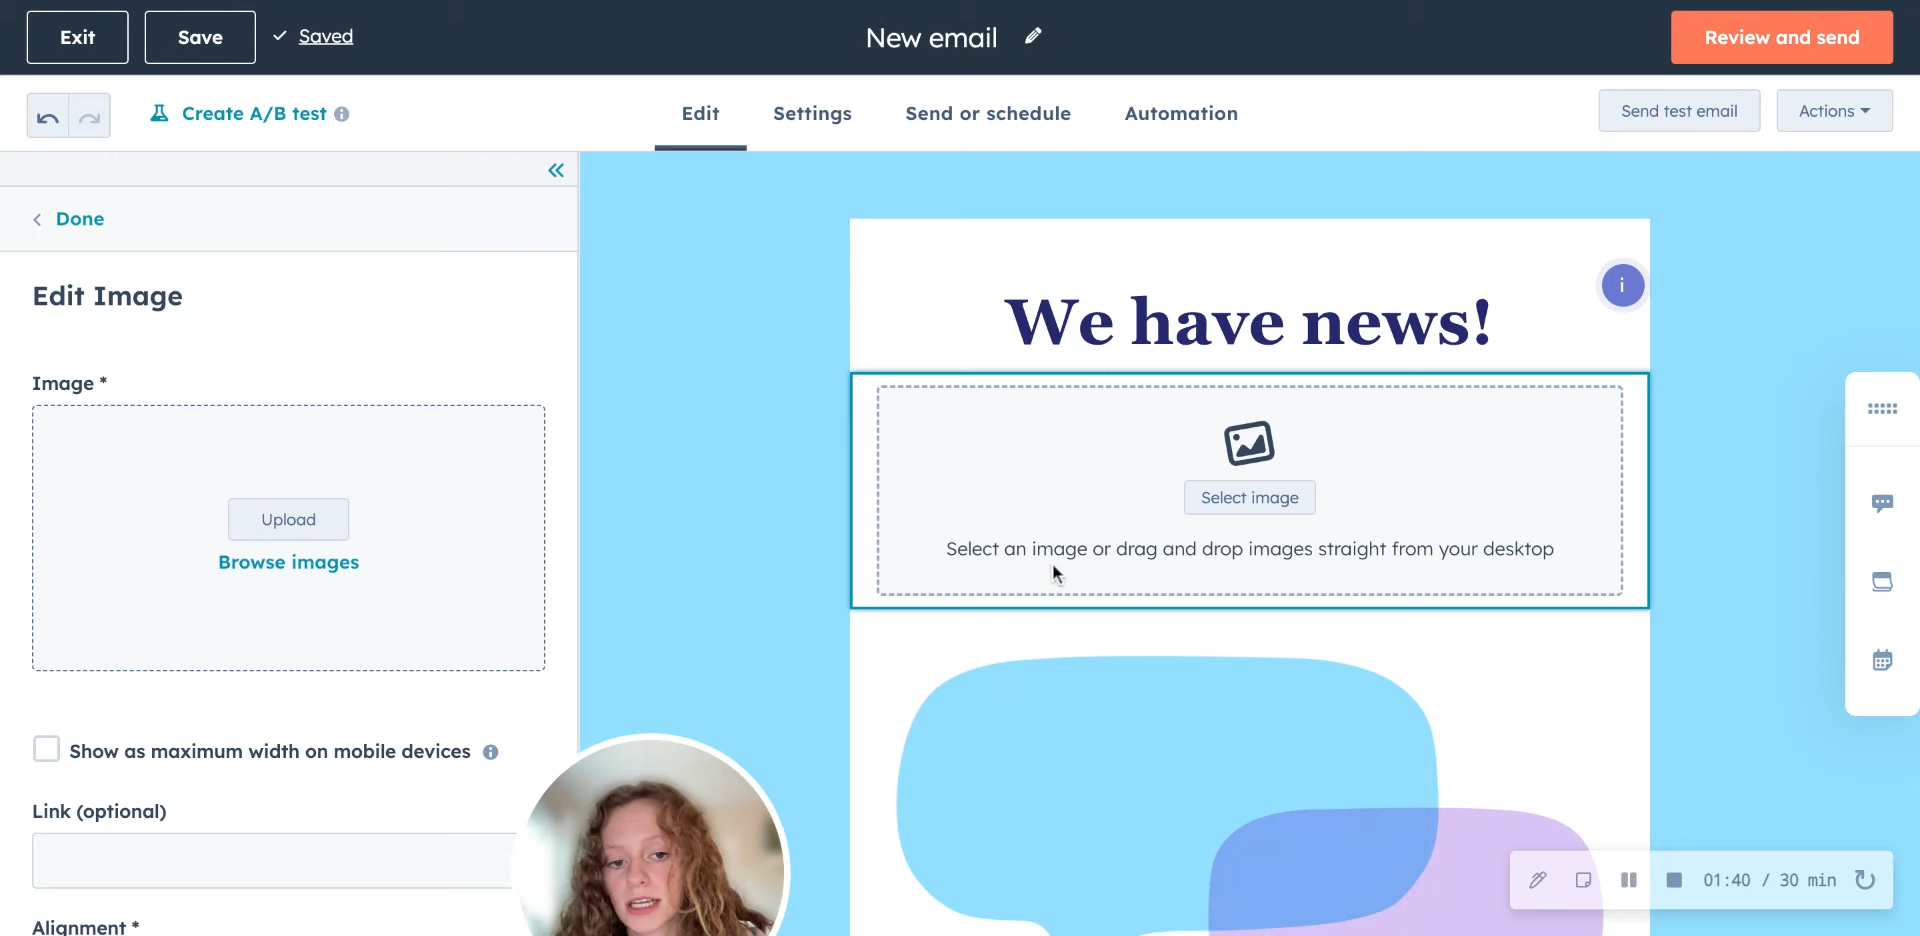 Exit
Save
Saved
New email
Review and send
Create A/B test
Edit
Settings
Send or schedule
Automation
Send test email
Actions
Done
Edit Image
Image *
Upload
Browse images
Show as maximum width on mobile devices
Link (optional)
Alignment *
We have news!
i
Select image
Select an image or drag and drop images straight from your desktop
01:40 / 30 min